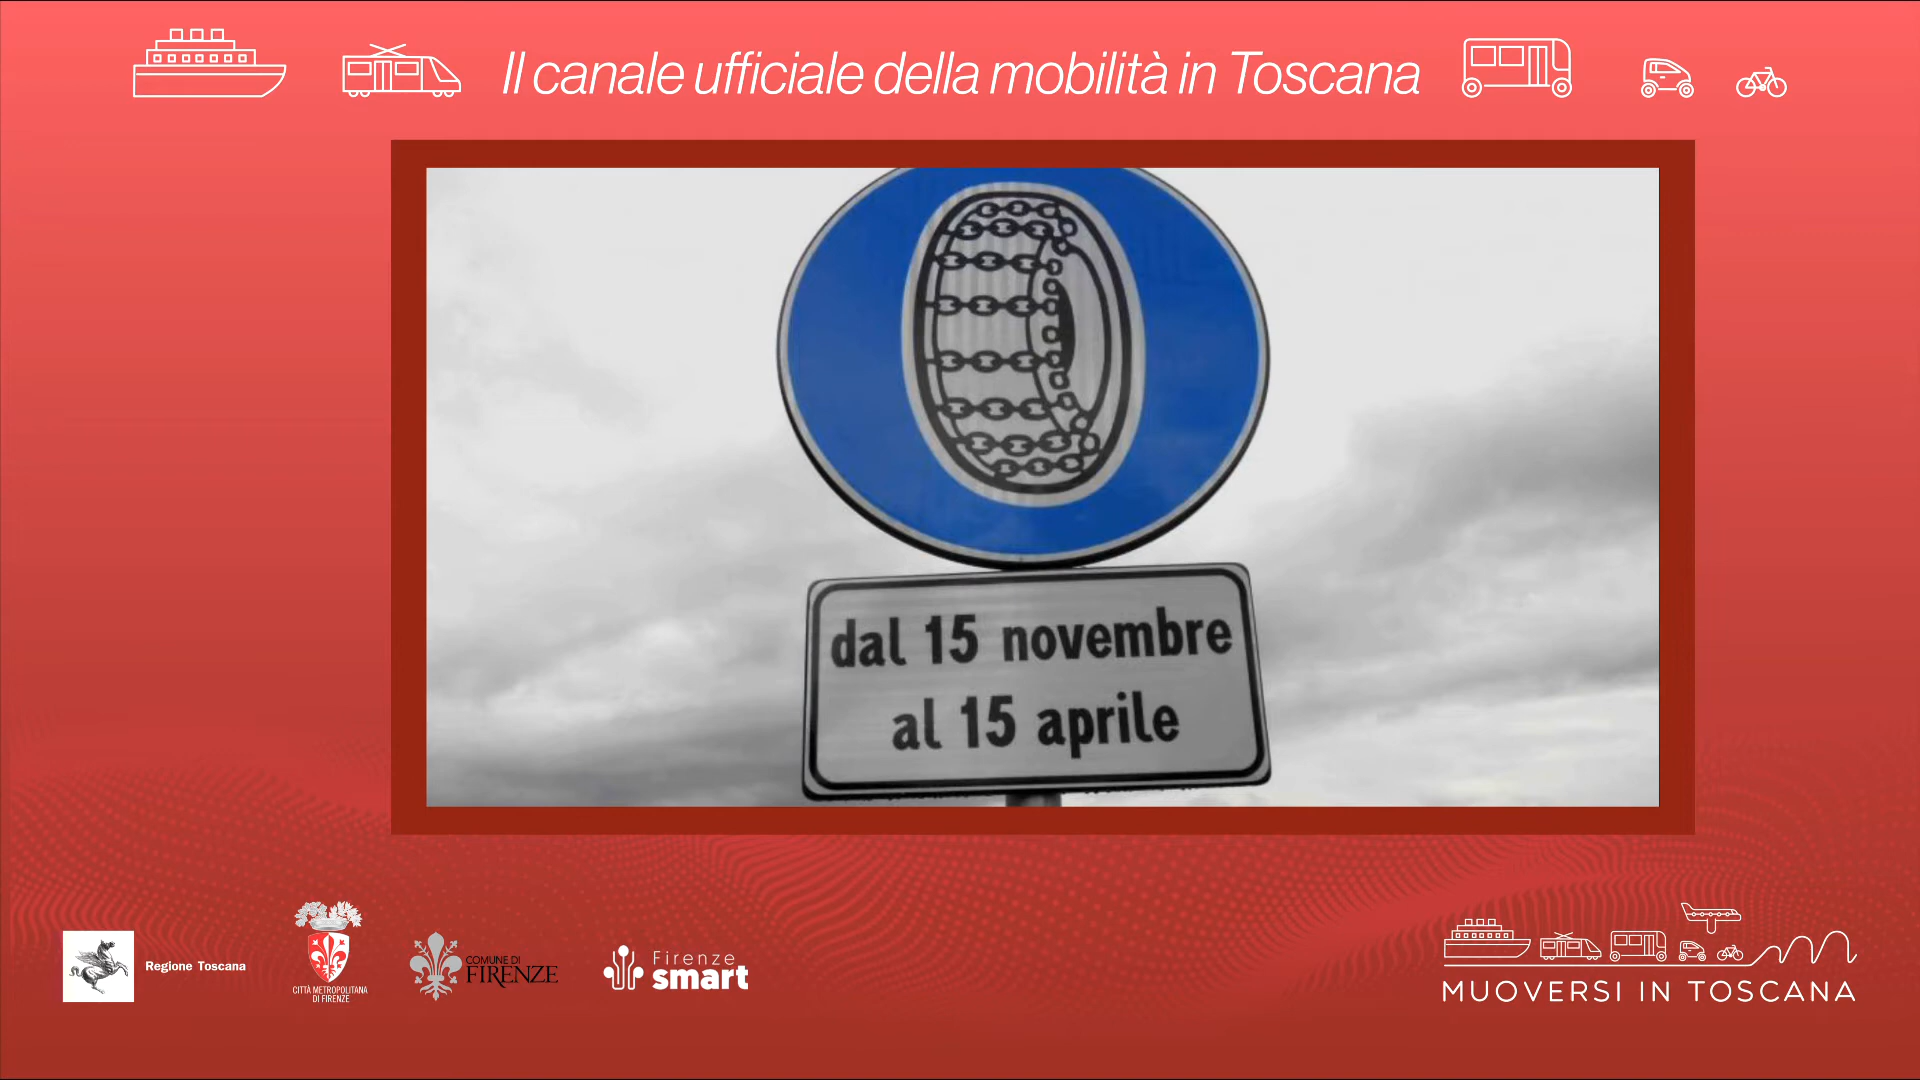 Il canale ufficiale della mobilità in Toscana
dal 15 novembre
al 15 aprile
Regione Toscana
CITTÀ METROPOLITANA
DI FIRENZE
COMUNE DI
FIRENZE
Firenze
smart
MUOVERSI IN TOSCANA